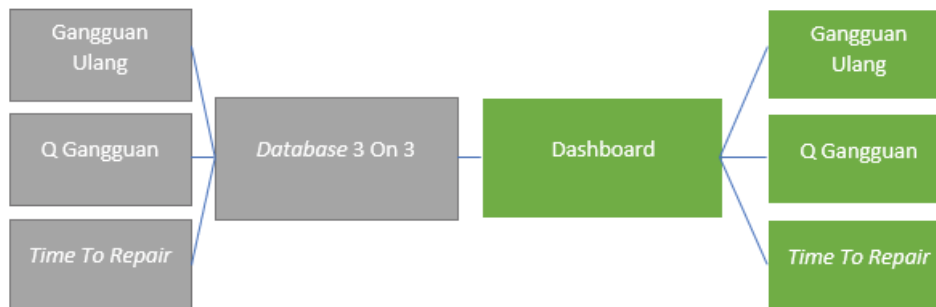 Gangguan
Ulang
Q Gangguan
Time To Repair
Database 3 On 3
Dashboard
Gangguan
Ulang
Q Gangguan
Time To Repair